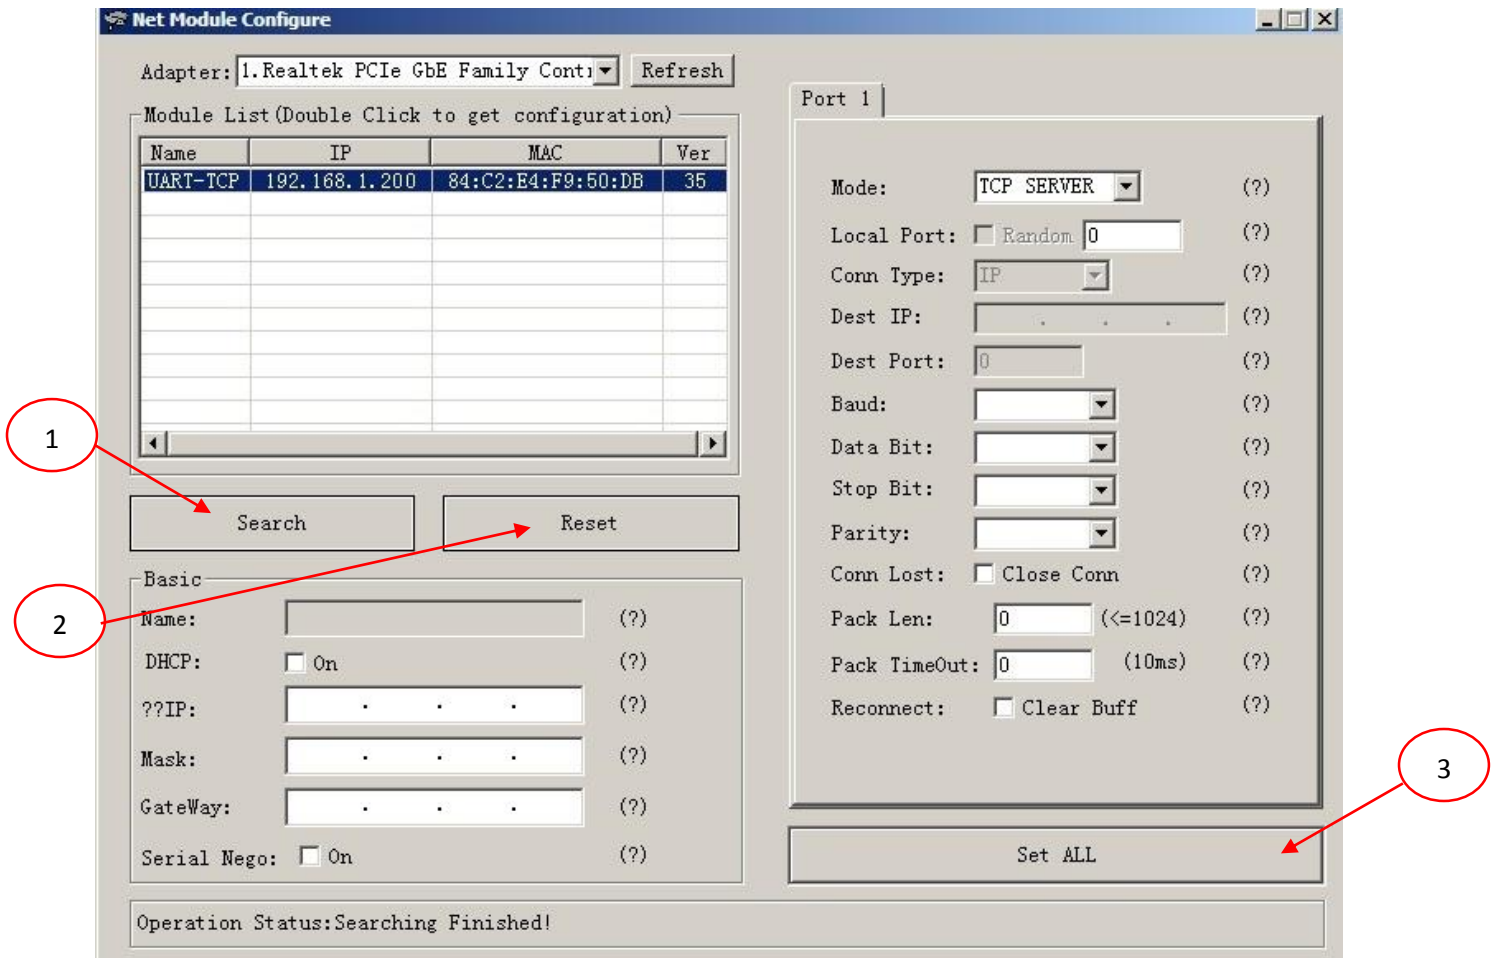 Net Module Configure
Adapter: 1.Realtek PCIe GbE Family Cont Refresh
Module List(Double Click to get configuration)
Name IP MAC Ver
UART-TCP 192.168.1.200 84:C2:E4:F9:50:DB 35
1
Search Reset
2
Basic
Name: (?)
DHCP: On (?)
??IP: . . . (?)
Mask: . . . (?)
GateWay: . . . (?)
Serial Nego: On (?)
Port 1
Mode: TCP SERVER (?)
Local Port: Random 0 (?)
Conn Type: IP (?)
Dest IP: . . . (?)
Dest Port: 0 (?)
Baud: (?)
Data Bit: (?)
Stop Bit: (?)
Parity: (?)
Conn Lost: Close Conn (?)
Pack Len: 0 (<=1024) (?)
Pack TimeOut: 0 (10ms) (?)
Reconnect: Clear Buff (?)
3
Set ALL
Operation Status:Searching Finished!